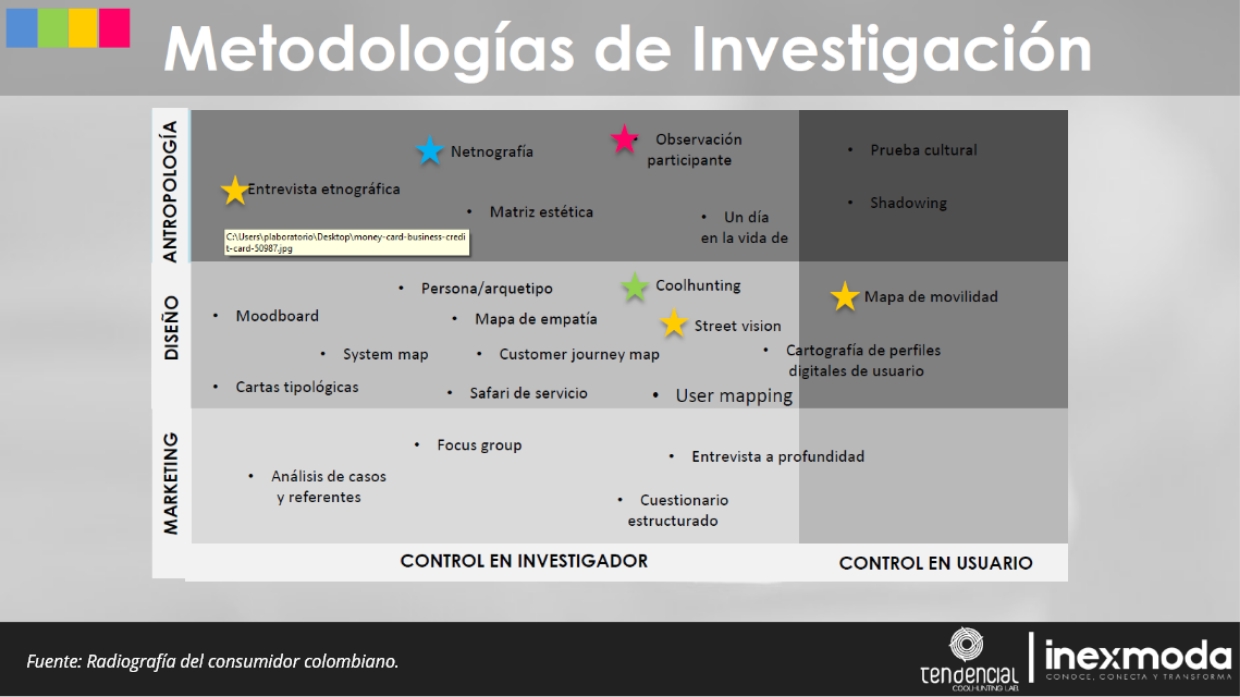 Metodologías de Investigación
ANTROPOLOGÍA
Netnografía
• Observación
participante
• Prueba cultural
Entrevista etnográfica
• Matriz estética
• Shadowing
• Un día
en la vida de
C:\Users\plaboratorio\Desktop\money-card-business-credi
t-card-50987.jpg
DISEÑO
• Persona/arquetipo
Coolhunting
Mapa de movilidad
• Moodboard
• Mapa de empatía
Street vision
• System map
• Customer journey map
• Cartografía de perfiles
digitales de usuario
• Cartas tipológicas
• Safari de servicio
• User mapping
MARKETING
• Focus group
• Entrevista a profundidad
• Análisis de casos
y referentes
• Cuestionario
estructurado
CONTROL EN INVESTIGADOR
CONTROL EN USUARIO
Fuente: Radiografía del consumidor colombiano.
tendencial
COOLHUNTING LAB.
inexmoda
CONOCE, CONECTA Y TRANSFORMA